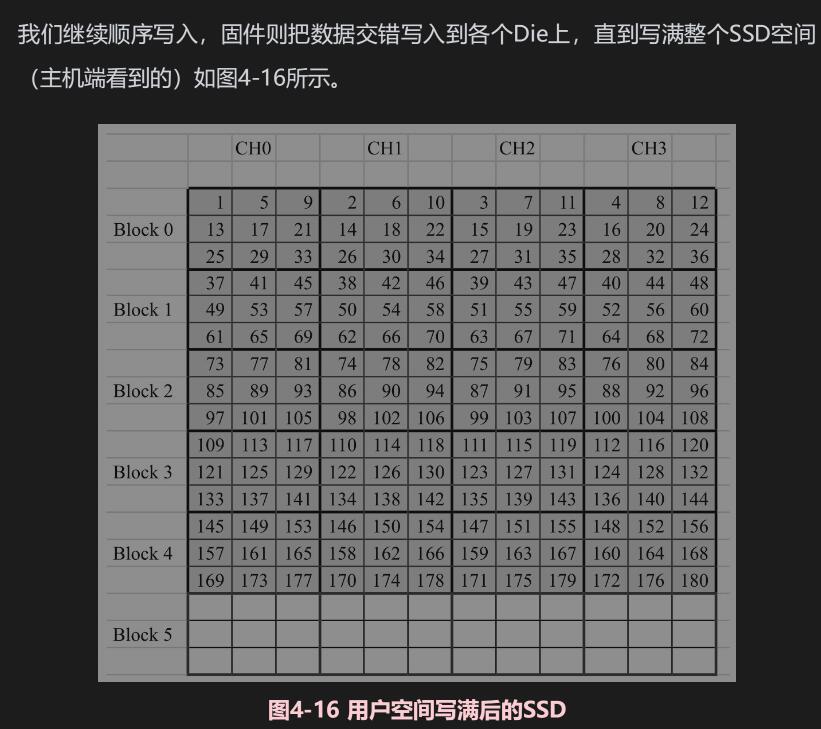 我们继续顺序写入，固件则把数据交错写入到各个Die上，直到写满整个SSD空间
（主机端看到的）如图4-16所示。
CH0 CH1 CH2 CH3
1 5 9 2 6 10 3 7 11 4 8 12
Block 0 13 17 21 14 18 22 15 19 23 16 20 24
25 29 33 26 30 34 27 31 35 28 32 36
37 41 45 38 42 46 39 43 47 40 44 48
Block 1 49 53 57 50 54 58 51 55 59 52 56 60
61 65 69 62 66 70 63 67 71 64 68 72
73 77 81 74 78 82 75 79 83 76 80 84
Block 2 85 89 93 86 90 94 87 91 95 88 92 96
97 101 105 98 102 106 99 103 107 100 104 108
109 113 117 110 114 118 111 115 119 112 116 120
Block 3 121 125 129 122 126 130 123 127 131 124 128 132
133 137 141 134 138 142 135 139 143 136 140 144
145 149 153 146 150 154 147 151 155 148 152 156
Block 4 157 161 165 158 162 166 159 163 167 160 164 168
169 173 177 170 174 178 171 175 179 172 176 180
Block 5
图4-16 用户空间写满后的SSD